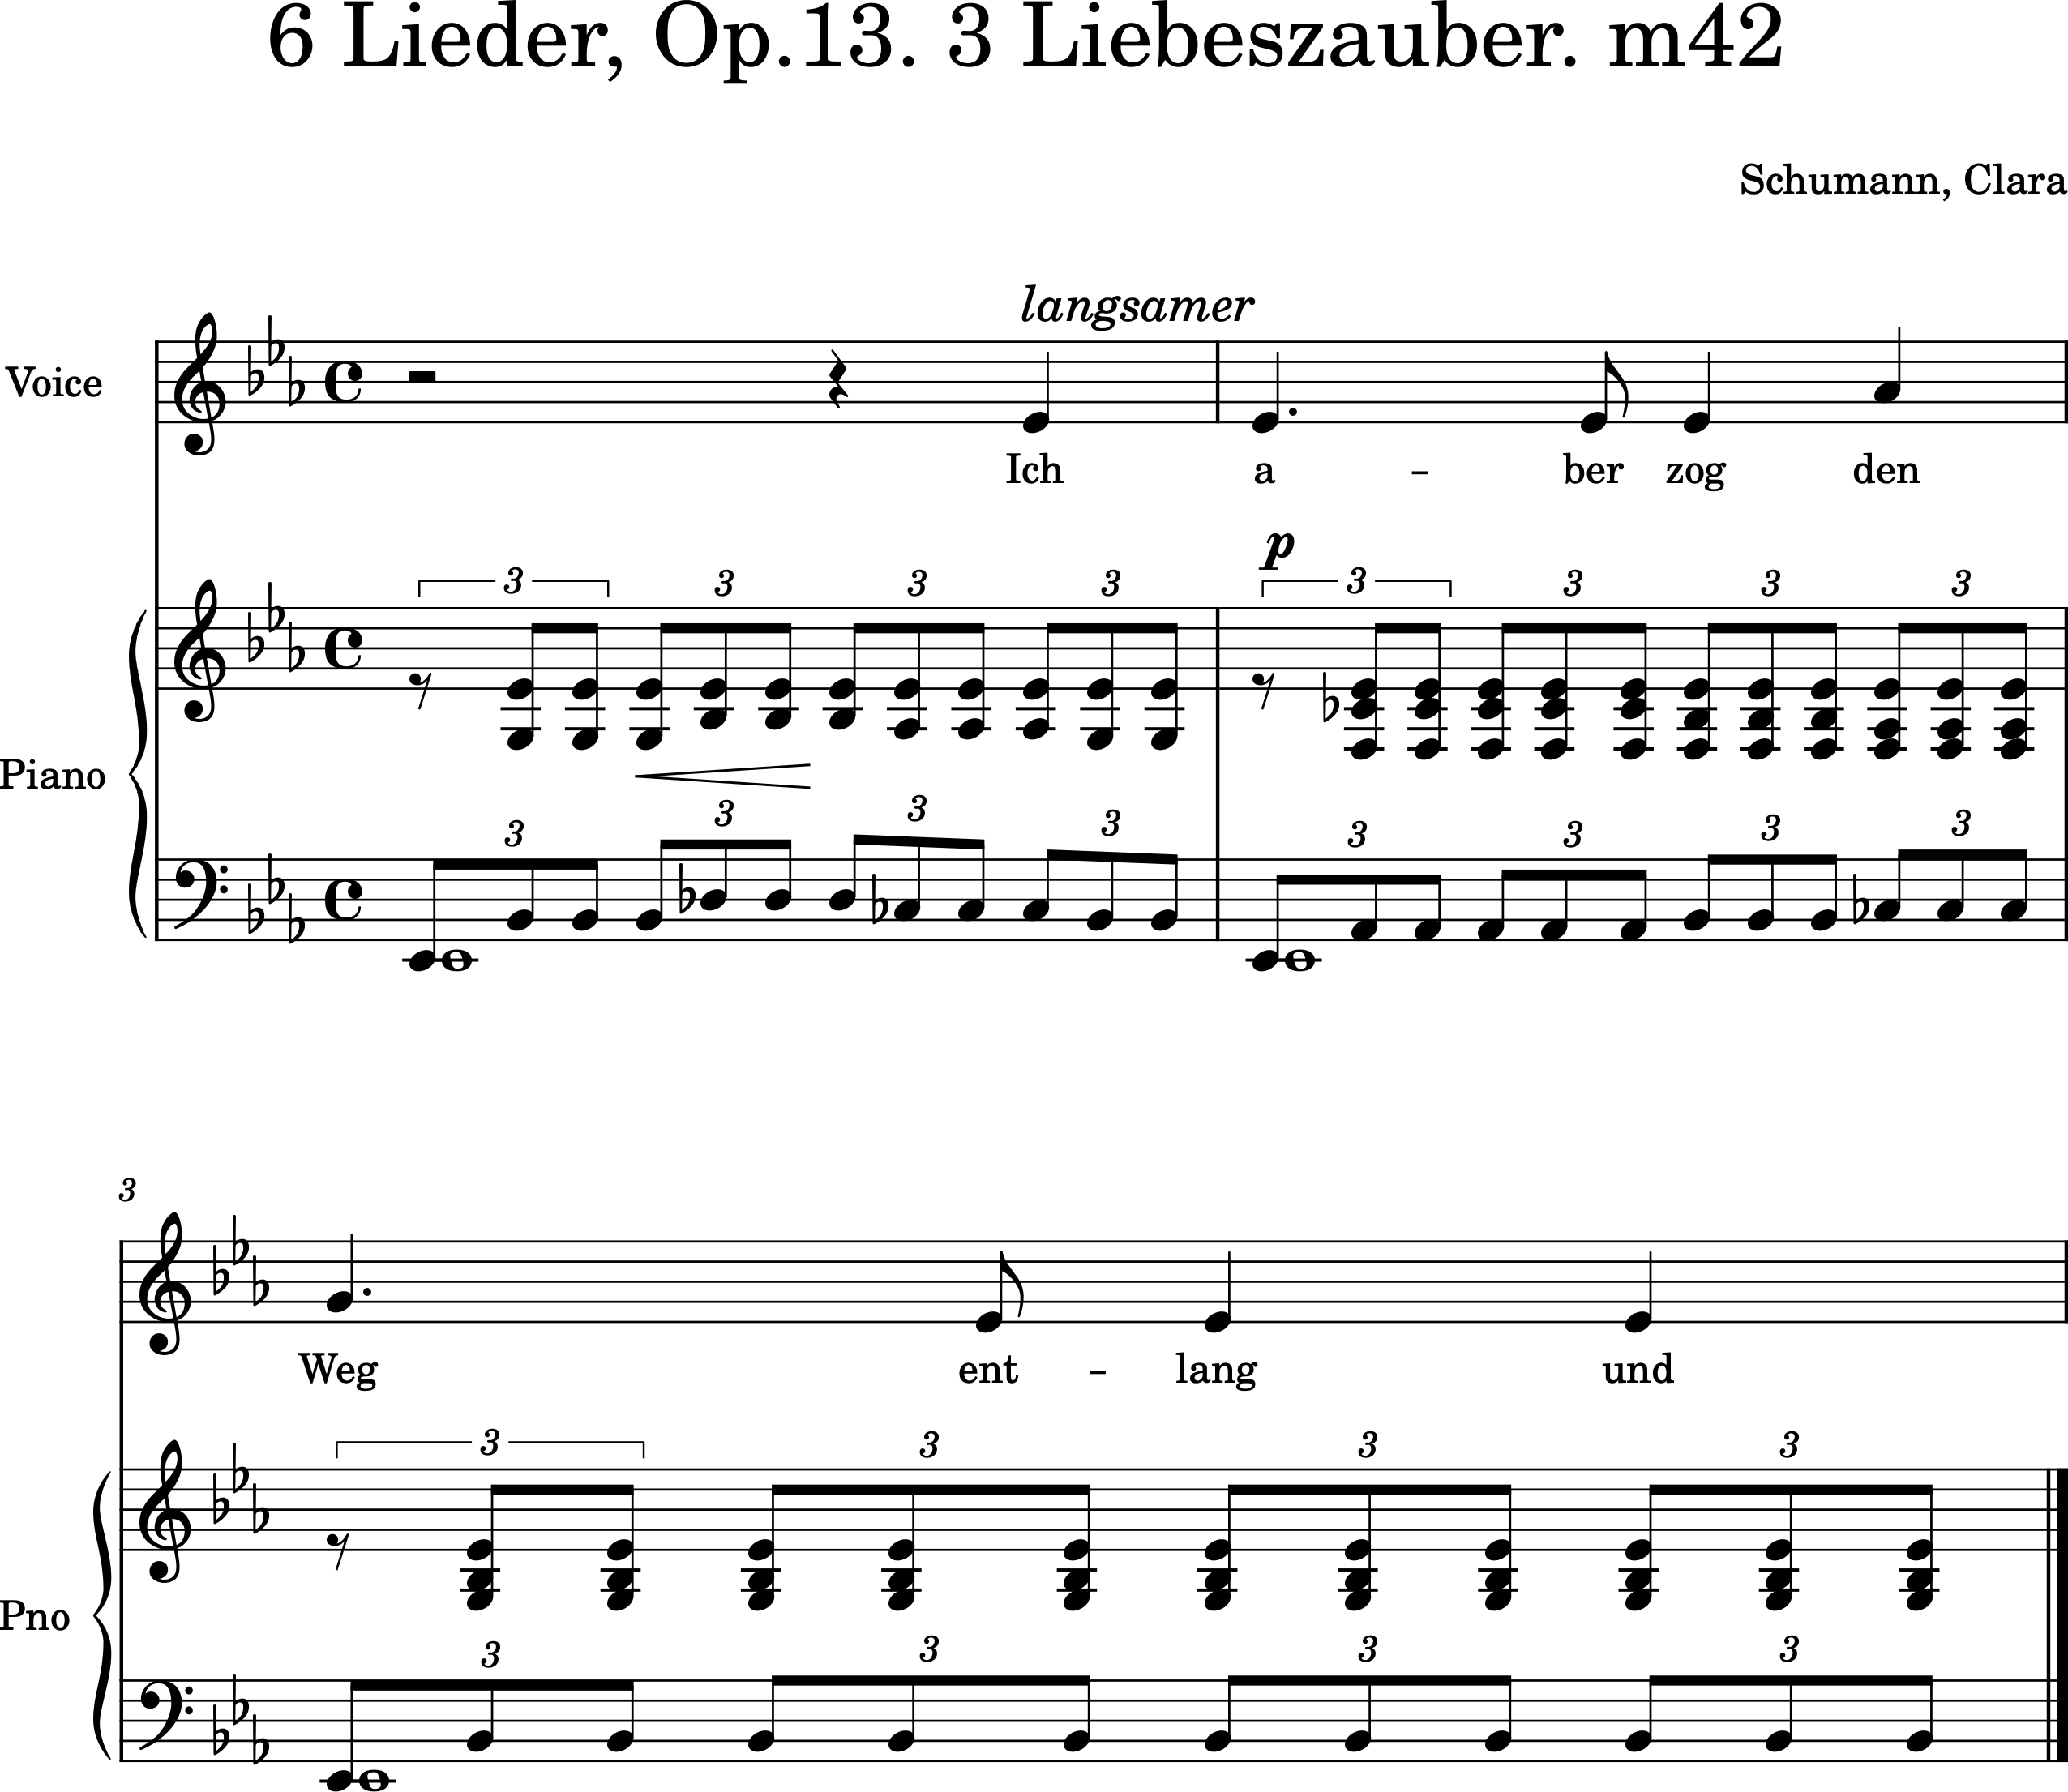 6 Lieder, Op.13. 3 Liebeszauber. m42
Schumann, Clara
langsamer
Voice
Ich a - ber zog den
p
3 3 3 3 3 3 3 3
Piano
3 3 3 3 3 3 3 3
3
Weg ent - lang und
3 3 3 3
Pno
3 3 3 3